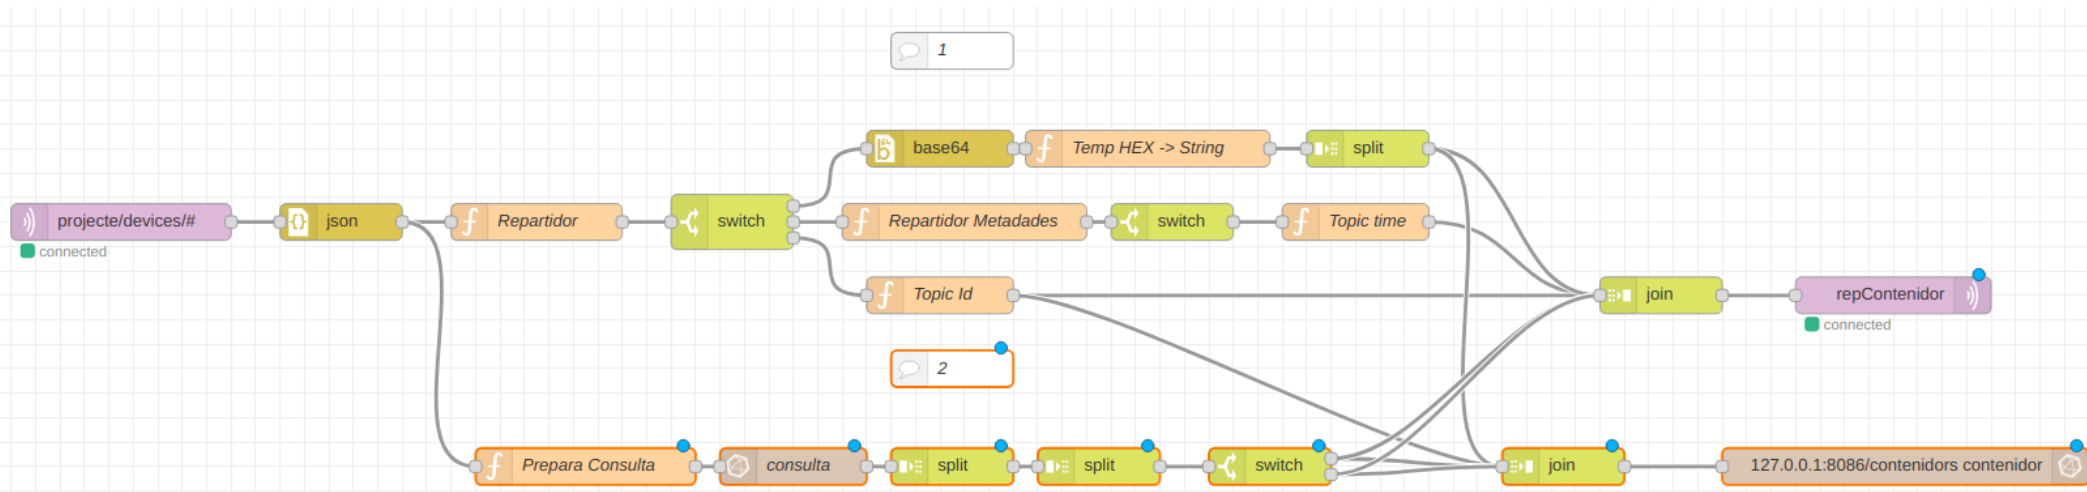 1
base64
Temp HEX -> String
split
projecte/devices/#
json
Repartidor
switch
Repartidor Metadades
switch
Topic time
connected
Topic Id
join
repContenidor
connected
2
Prepara Consulta
consulta
split
split
switch
join
127.0.0.1:8086/contenidors contenidor